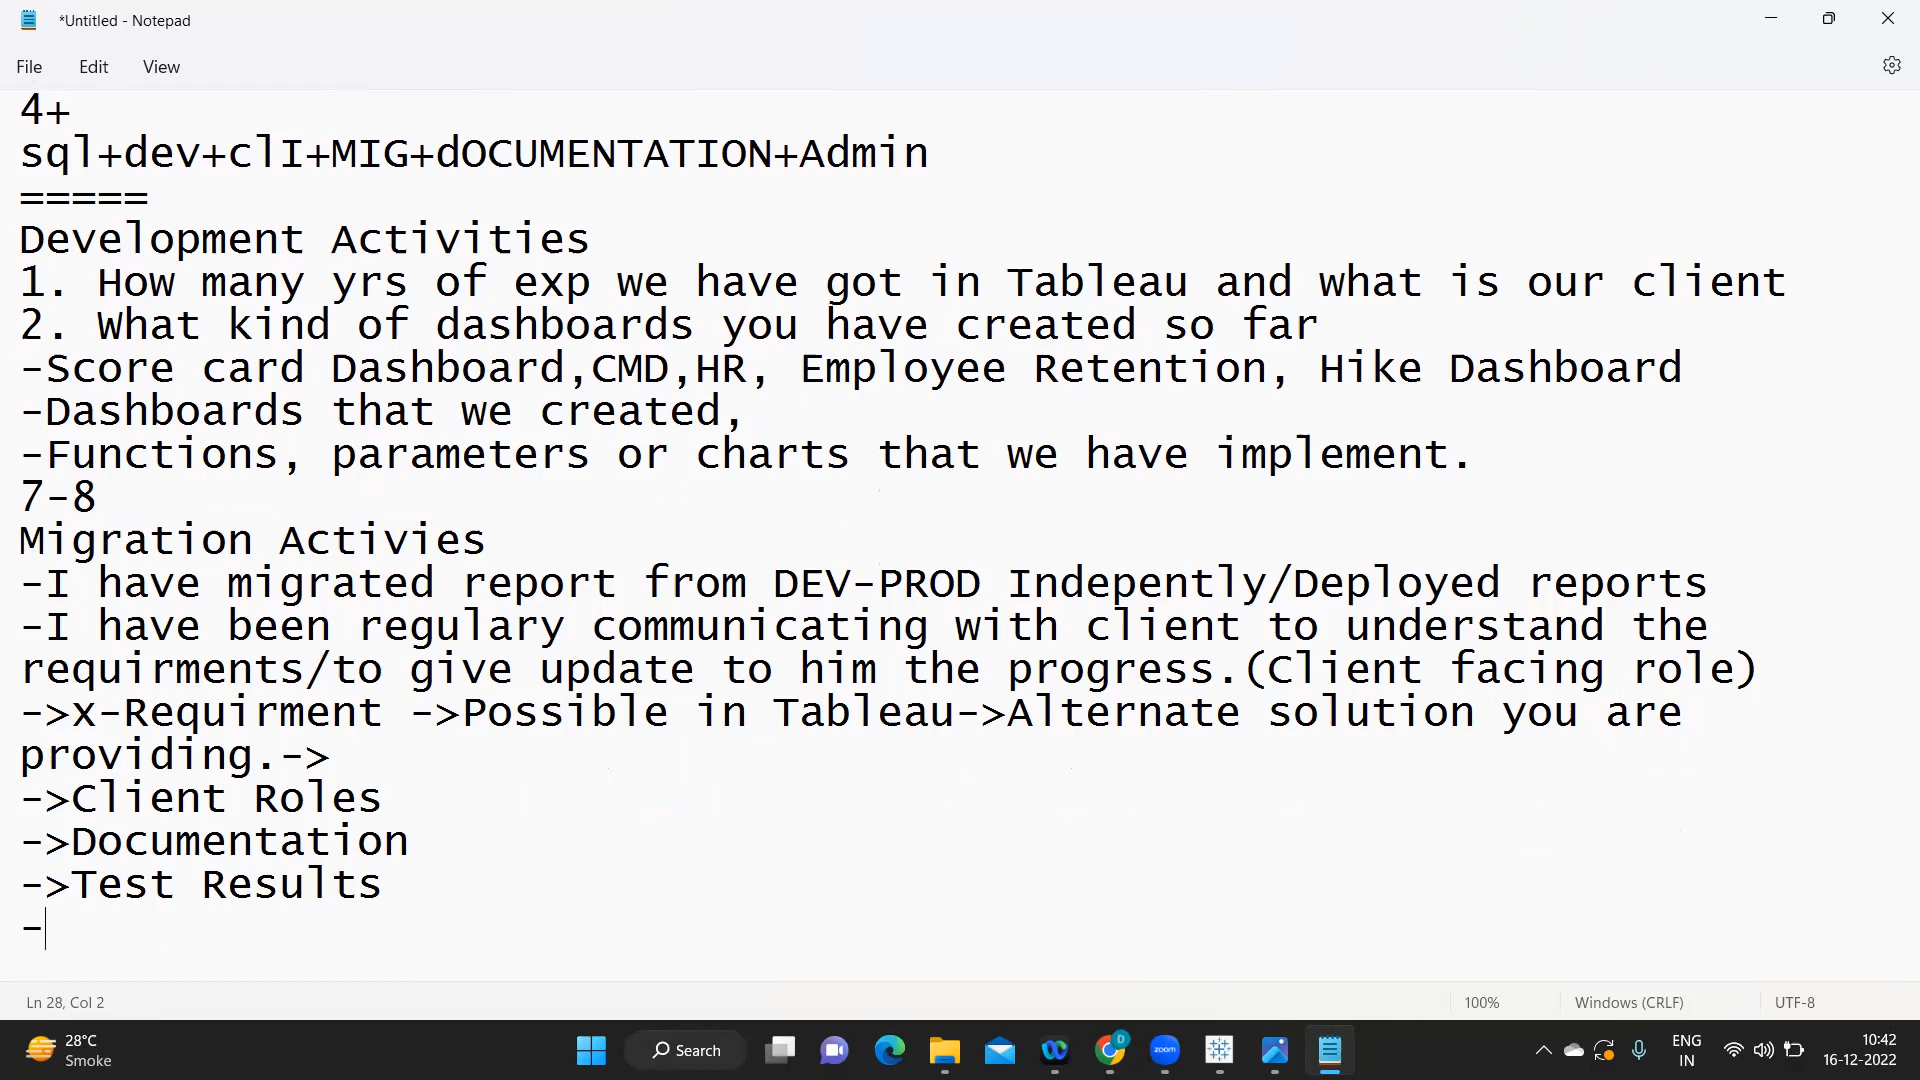 *Untitled - Notepad
File Edit View
4+
sql+dev+clI+MIG+dOCUMENTATION+Admin
=====
Development Activities
1. How many yrs of exp we have got in Tableau and what is our client
2. What kind of dashboards you have created so far
-Score card Dashboard,CMD,HR, Employee Retention, Hike Dashboard
-Dashboards that we created,
-Functions, parameters or charts that we have implement.
7-8
Migration Activies
-I have migrated report from DEV-PROD Indepently/Deployed reports
-I have been regulary communicating with client to understand the
requirments/to give update to him the progress.(Client facing role)
->x-Requirment ->Possible in Tableau->Alternate solution you are
providing.->
->Client Roles
->Documentation
->Test Results
-
Ln 28, Col 2 100% Windows (CRLF) UTF-8
28°C
Smoke
Search
D
zoom
ENG
IN
10:42
16-12-2022